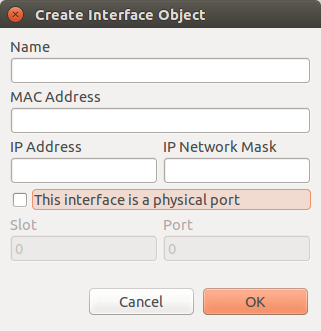 Create Interface Object
Name
MAC Address
IP Address IP Network Mask
This interface is a physical port
Slot Port
0 0
Cancel OK